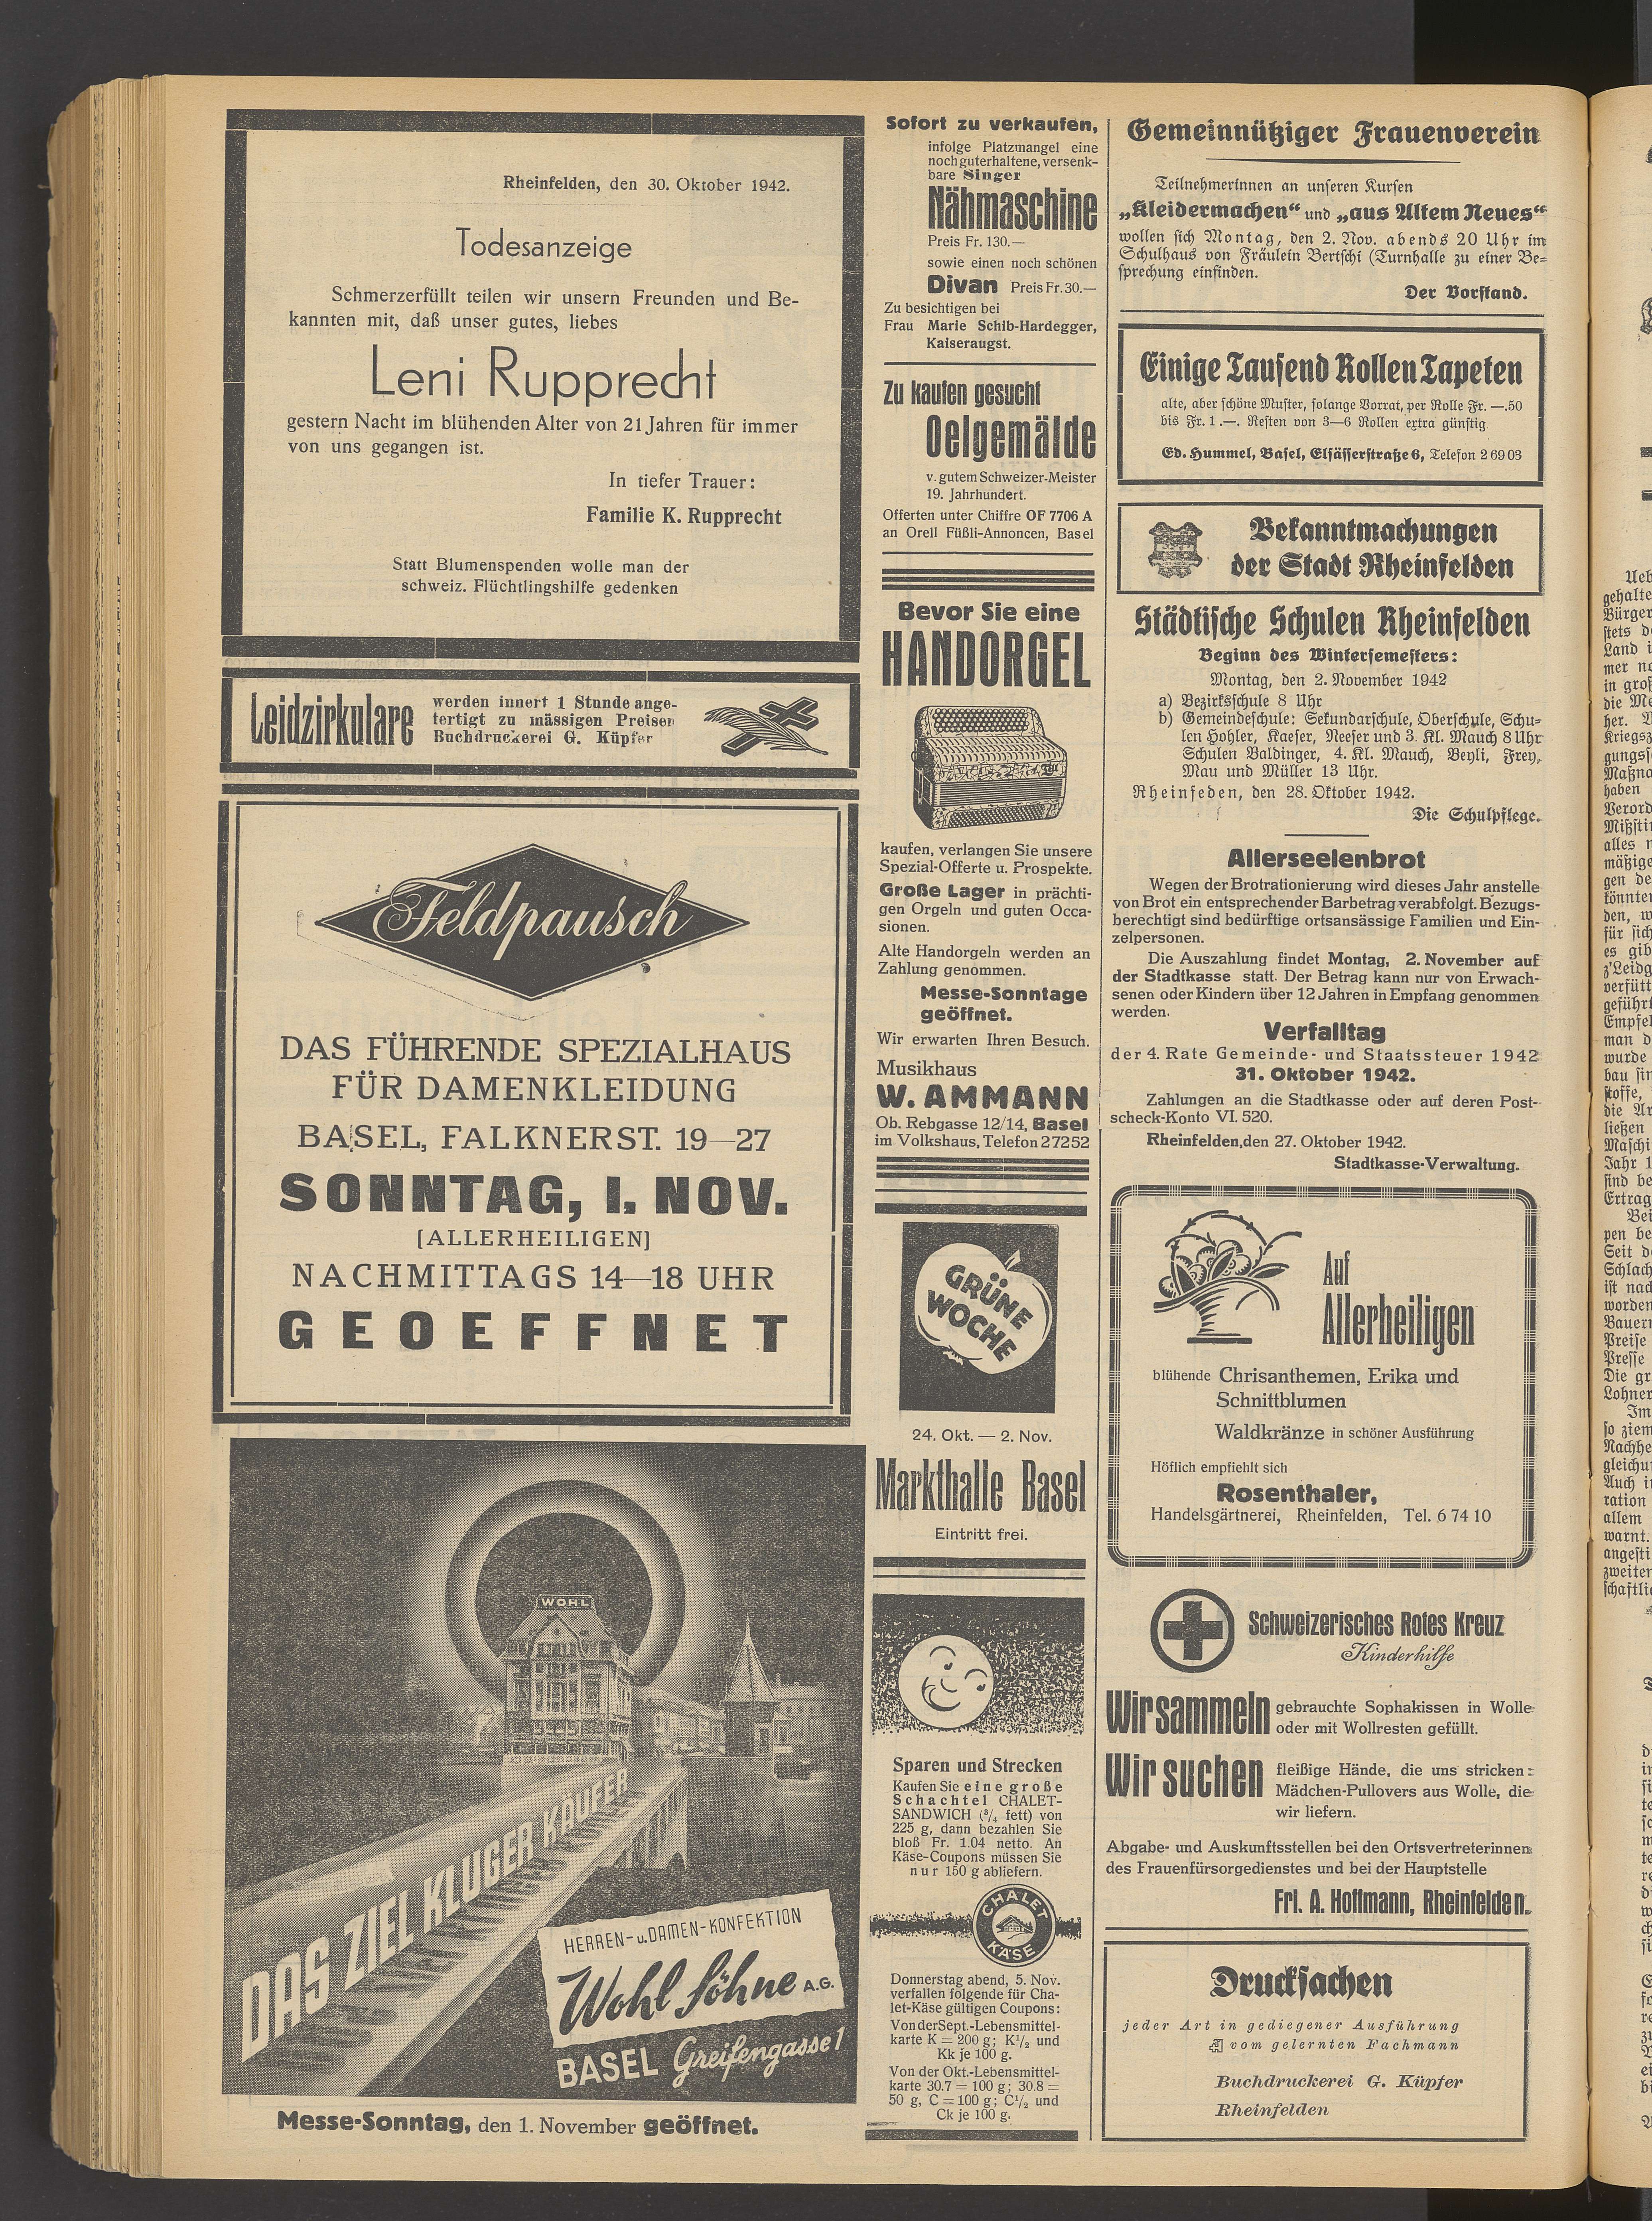 Rheinfelden, den 30. Oktober 1942.
Todesanzeige
Schmerzerfüllt teilen wir unsern Freunden und Be-
kannten mit, daß unser gutes, liebes
Leni Rupprecht
gestern Nacht im blühenden Alter von 21 Jahren für immer
von uns gegangen ist.
In tiefer Trauer:
Familie K. Rupprecht
Statt Blumenspenden wolle man der
schweiz. Flüchtlingshilfe gedenken
Leidzirkulare
werden innert 1 Stunde ange-
fertigt zu mässigen Preisen
Buchdruckerei G. Küpfer
Feldpausch
DAS FÜHRENDE SPEZIALHAUS
FÜR DAMENKLEIDUNG
BASEL, FALKNERST. 19—27
SONNTAG, 1. NOV.
(ALLERHEILIGEN)
NACHMITTAGS 14—18 UHR
GEOEFFNET
WOHL
DAS ZIEL KLUGER KÄUFER
HERREN- u. DAMEN-KONFEKTION
Wohl Söhne A.G.
BASEL Greifengasse 1
Messe-Sonntag, den 1. November geöffnet.
Sofort zu verkaufen,
infolge Platzmangel eine
noch guterhaltene, versenk-
bare Singer
Nähmaschine
Preis Fr. 130.—
sowie einen noch schönen
Divan Preis Fr. 30.—
Zu besichtigen bei
Frau Marie Schib-Hardegger,
Kaiseraugst.
Zu kaufen gesucht
Oelgemälde
v. gutem Schweizer-Meister
19. Jahrhundert.
Offerten unter Chiffre OF 7706 A
an Orell Füßli-Annoncen, Basel
Bevor Sie eine
HANDORGEL
kaufen, verlangen Sie unsere
Spezial-Offerte u. Prospekte.
Große Lager in prächti-
gen Orgeln und guten Occa-
sionen.
Alte Handorgeln werden an
Zahlung genommen.
Messe-Sonntage
geöffnet.
Wir erwarten Ihren Besuch.
Musikhaus
W. AMMANN
Ob. Rebgasse 12/14, Basel
im Volkshaus, Telefon 27252
GRÜNE
WOCHE
24. Okt. — 2. Nov.
Markthalle Basel
Eintritt frei.
Sparen und Strecken
Kaufen Sie eine große
Schachtel CHALET-
SANDWICH (¾ fett) von
225 g, dann bezahlen Sie
bloß Fr. 1.04 netto. An
Käse-Coupons müssen Sie
nur 150 g abliefern.
CHALET
KÄSE
Donnerstag abend, 5. Nov.
verfallen folgende für Cha-
let-Käse gültigen Coupons:
Von der Sept.-Lebensmittel-
karte K = 200 g; K½ und
Kk je 100 g.
Von der Okt.-Lebensmittel-
karte 30.7 = 100 g; 30.8 =
50 g, C = 100 g; C½ und
Ck je 100 g.
Gemeinnütziger Frauenverein
Teilnehmerinnen an unseren Kursen
„Kleidermachen“ und „aus Altem Neues“
wollen sich Montag, den 2. Nov. abends 20 Uhr im
Schulhaus von Fräulein Bertschi (Turnhalle zu einer Be-
sprechung einfinden.
Der Vorstand.
Einige Tausend Rollen Tapeten
alte, aber schöne Muster, solange Vorrat, per Rolle Fr. —.50
bis Fr. 1.—. Resten von 3—6 Rollen extra günstig
Ed. Hummel, Basel, Elsässerstraße 6, Telefon 2 69 03
Bekanntmachungen
der Stadt Rheinfelden
Städtische Schulen Rheinfelden
Beginn des Wintersemesters:
Montag, den 2. November 1942
a) Bezirksschule 8 Uhr
b) Gemeindeschule: Sekundarschule, Oberschule, Schu-
len Hohler, Kaeser, Neeser und 3. Kl. Mauch 8 Uhr
Schulen Baldinger, 4. Kl. Mauch, Beyli, Frey,
Mau und Müller 13 Uhr.
Rheinfeden, den 28. Oktober 1942.
Die Schulpflege.
Allerseelenbrot
Wegen der Brotrationierung wird dieses Jahr anstelle
von Brot ein entsprechender Barbetrag verabfolgt. Bezugs-
berechtigt sind bedürftige ortsansässige Familien und Ein-
zelpersonen.
Die Auszahlung findet Montag, 2. November auf
der Stadtkasse statt. Der Betrag kann nur von Erwach-
senen oder Kindern über 12 Jahren in Empfang genommen
werden.
Verfalltag
der 4. Rate Gemeinde- und Staatssteuer 1942
31. Oktober 1942.
Zahlungen an die Stadtkasse oder auf deren Post-
scheck-Konto VI. 520.
Rheinfelden, den 27. Oktober 1942.
Stadtkasse-Verwaltung.
Auf
Allerheiligen
blühende Chrisanthemen, Erika und
Schnittblumen
Waldkränze in schöner Ausführung
Höflich empfiehlt sich
Rosenthaler,
Handelsgärtnerei, Rheinfelden, Tel. 6 74 10
Schweizerisches Rotes Kreuz
Kinderhilfe
Wir sammeln gebrauchte Sophakissen in Wolle
oder mit Wollresten gefüllt.
Wir suchen fleißige Hände, die uns stricken:
Mädchen-Pullovers aus Wolle, die
wir liefern.
Abgabe- und Auskunftsstellen bei den Ortsvertreterinnen
des Frauenfürsorgedienstes und bei der Hauptstelle
Frl. A. Hoffmann, Rheinfelden.
Drucksachen
jeder Art in gediegener Ausführung
vom gelernten Fachmann
Buchdruckerei G. Küpfer
Rheinfelden